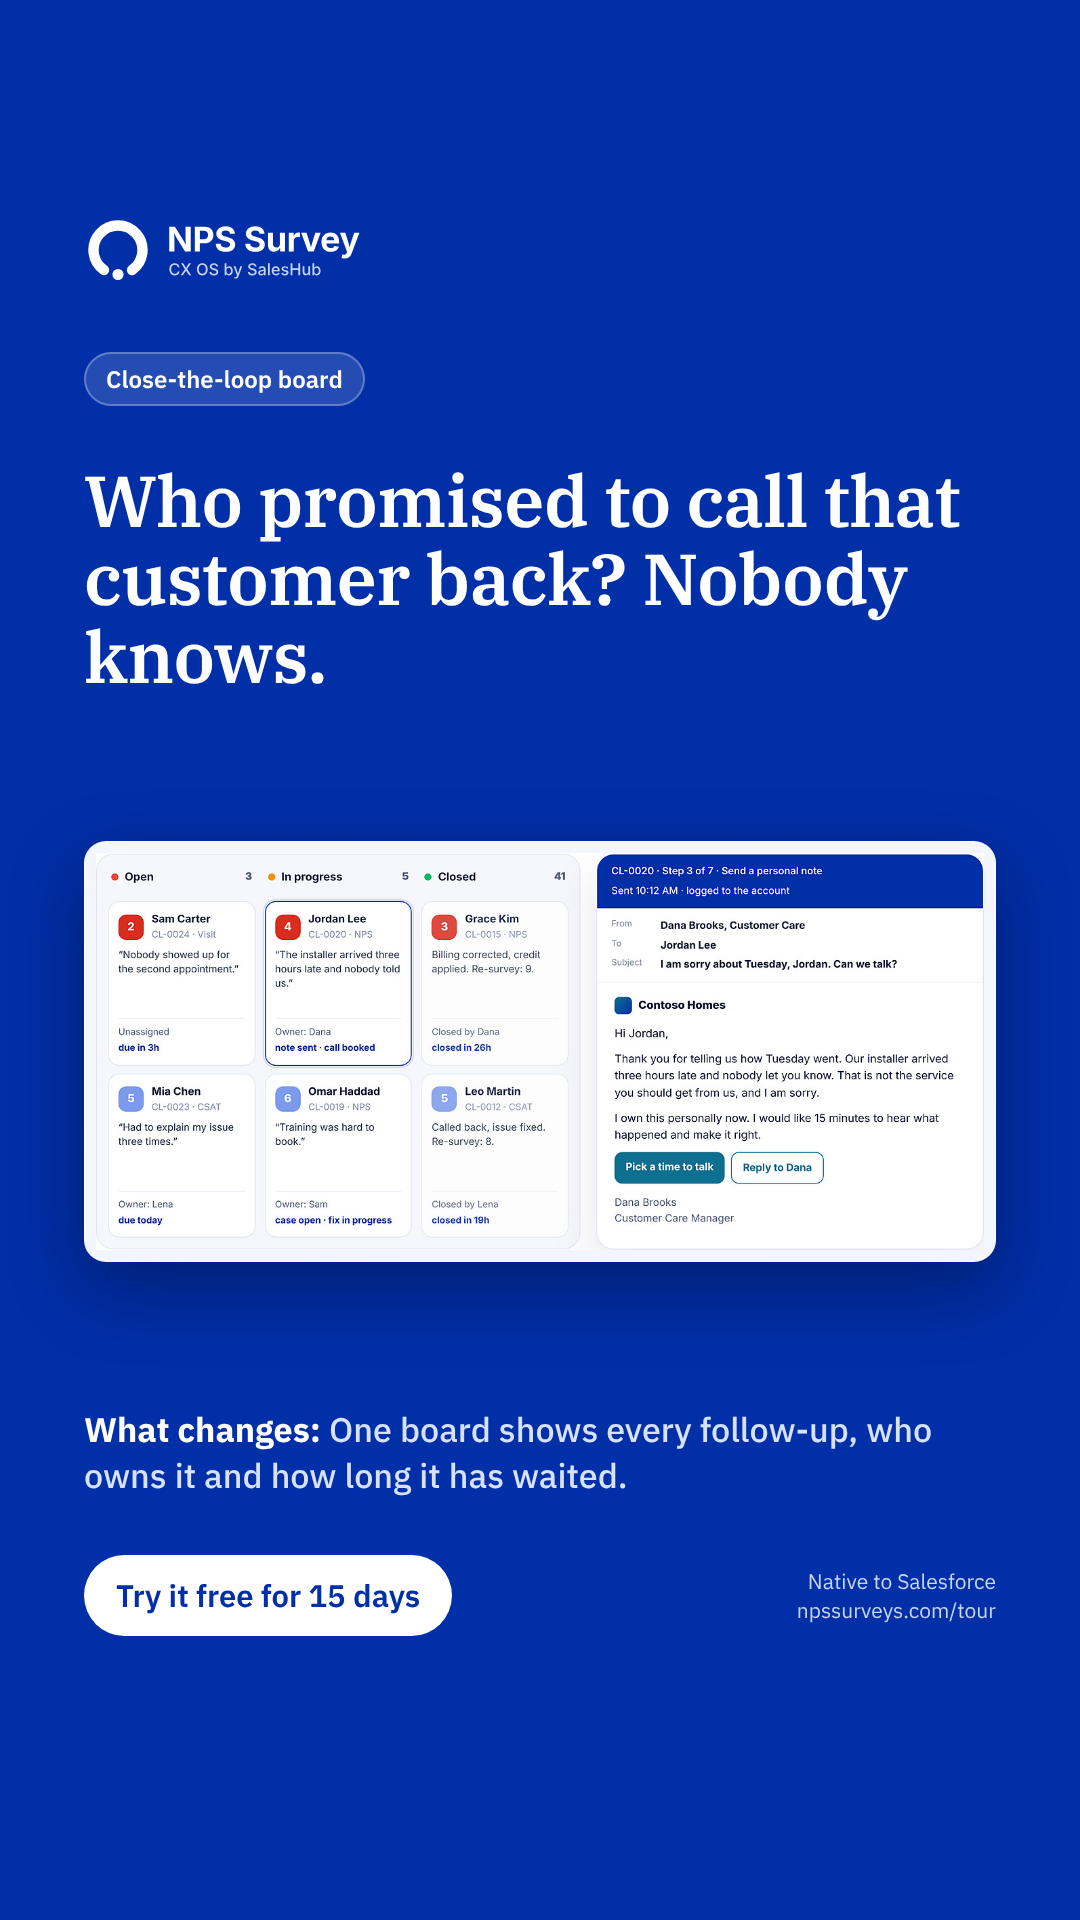 NPS Survey
CX OS by SalesHub
Close-the-loop board
Who promised to call that
customer back? Nobody
knows.
Open 3
2 Sam Carter
CL-0024 · Visit
“Nobody showed up for
the second appointment.”
Unassigned
due in 3h
5 Mia Chen
CL-0023 · CSAT
“Had to explain my issue
three times.”
Owner: Lena
due today
In progress 5
4 Jordan Lee
CL-0020 · NPS
“The installer arrived three
hours late and nobody told
us.”
Owner: Dana
note sent · call booked
6 Omar Haddad
CL-0019 · NPS
“Training was hard to
book.”
Owner: Sam
case open · fix in progress
Closed 41
3 Grace Kim
CL-0015 · NPS
Billing corrected, credit
applied. Re-survey: 9.
Closed by Dana
closed in 26h
5 Leo Martin
CL-0012 · CSAT
Called back, issue fixed.
Re-survey: 8.
Closed by Lena
closed in 19h
CL-0020 · Step 3 of 7 · Send a personal note
Sent 10:12 AM · logged to the account
From Dana Brooks, Customer Care
To Jordan Lee
Subject I am sorry about Tuesday, Jordan. Can we talk?
Contoso Homes
Hi Jordan,
Thank you for telling us how Tuesday went. Our installer arrived
three hours late and nobody let you know. That is not the service
you should get from us, and I am sorry.
I own this personally now. I would like 15 minutes to hear what
happened and make it right.
Pick a time to talk
Reply to Dana
Dana Brooks
Customer Care Manager
What changes: One board shows every follow-up, who
owns it and how long it has waited.
Try it free for 15 days
Native to Salesforce
npssurveys.com/tour